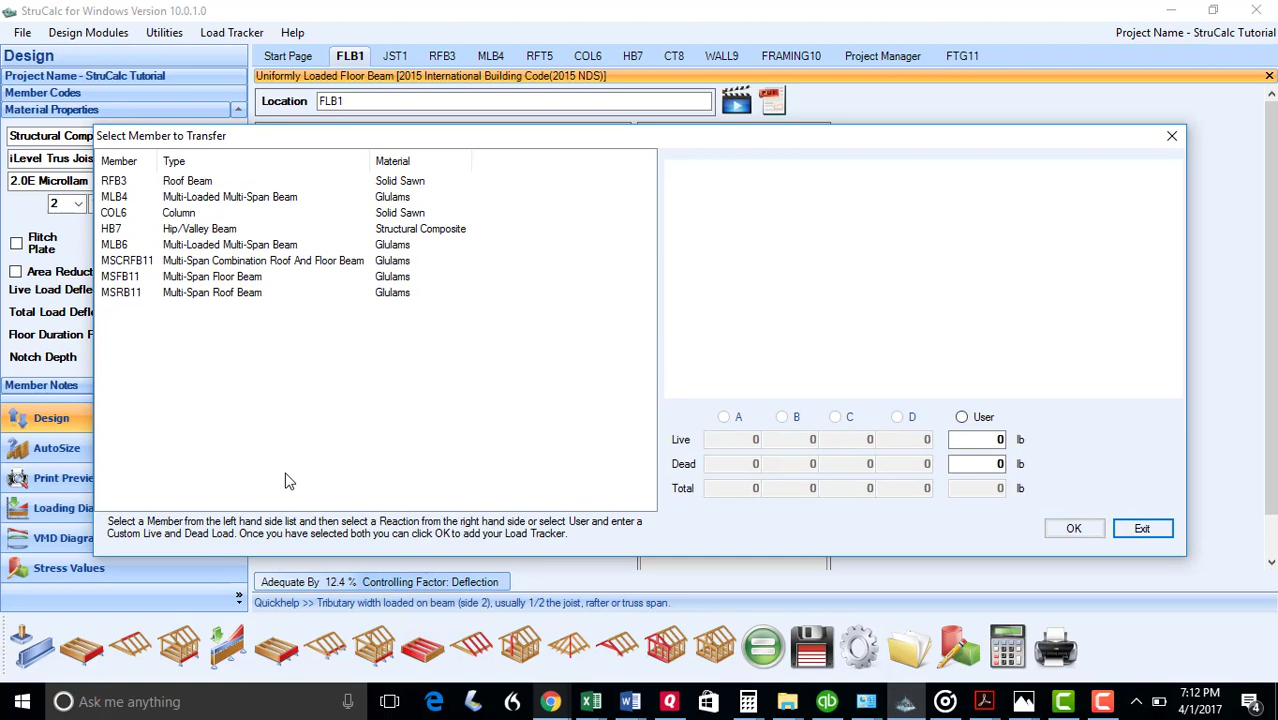 StruCalc for Windows Version 10.0.1.0
File Design Modules Utilities Load Tracker Help Project Name - StruCalc Tutorial
Design
Start Page FLB1 JST1 RFB3 MLB4 RFT5 COL6 HB7 CT8 WALL9 FRAMING10 Project Manager FTG11
Project Name - StruCalc Tutorial
Uniformly Loaded Floor Beam [2015 International Building Code(2015 NDS)]
Member Codes
Location FLB1
Material Properties
Structural Comp
iLevel Trus Jois
2.0E Microllam
2
Flitch
Plate
Area Reduc
Live Load Defle
Total Load Defl
Floor Duration F
Notch Depth
Member Notes
Design
AutoSize
Print Previe
Loading Dia
VMD Diagra
Stress Values
Select Member to Transfer
Member Type Material
RFB3 Roof Beam Solid Sawn
MLB4 Multi-Loaded Multi-Span Beam Glulams
COL6 Column Solid Sawn
HB7 Hip/Valley Beam Structural Composite
MLB6 Multi-Loaded Multi-Span Beam Glulams
MSCRFB11 Multi-Span Combination Roof And Floor Beam Glulams
MSFB11 Multi-Span Floor Beam Glulams
MSRB11 Multi-Span Roof Beam Glulams
A B C D User
Live 0 0 0 0 0 lb
Dead 0 0 0 0 0 lb
Total 0 0 0 0 0 lb
Select a Member from the left hand side list and then select a Reaction from the right hand side or select User and enter a
Custom Live and Dead Load. Once you have selected both you can click OK to add your Load Tracker.
OK Exit
Adequate By 12.4 % Controlling Factor: Deflection
Quickhelp >> Tributary width loaded on beam (side 2), usually 1/2 the joist, rafter or truss span.
Ask me anything
7:12 PM
4/1/2017
4